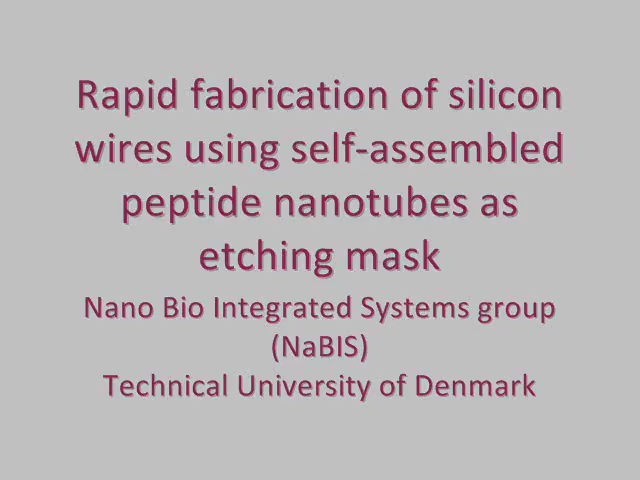 Rapid fabrication of silicon
wires using self-assembled
peptide nanotubes as
etching mask
Nano Bio Integrated Systems group
(NaBIS)
Technical University of Denmark